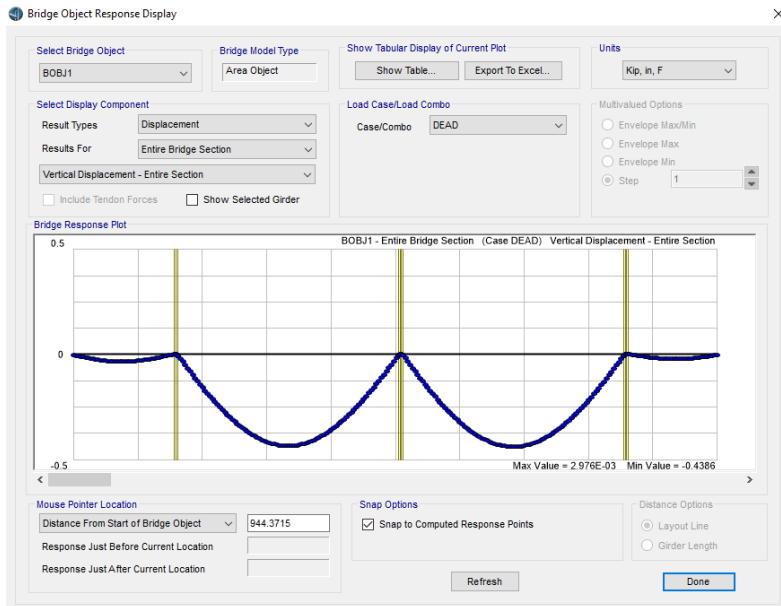 Bridge Object Response Display
Select Bridge Object
BOBJ1
Bridge Model Type
Area Object
Show Tabular Display of Current Plot
Show Table...
Export To Excel...
Units
Kip, in, F
Select Display Component
Result Types
Displacement
Results For
Entire Bridge Section
Vertical Displacement - Entire Section
Include Tendon Forces
Show Selected Girder
Load Case/Load Combo
Case/Combo
DEAD
Multivalued Options
Envelope Max/Min
Envelope Max
Envelope Min
Step
1
Bridge Response Plot
0.5
BOBJ1 - Entire Bridge Section (Case DEAD) Vertical Displacement - Entire Section
0
-0.5
Max Value = 2.976E-03 Min Value = -0.4386
Mouse Pointer Location
Distance From Start of Bridge Object
944.3715
Response Just Before Current Location
Response Just After Current Location
Snap Options
Snap to Computed Response Points
Distance Options
Layout Line
Girder Length
Refresh
Done